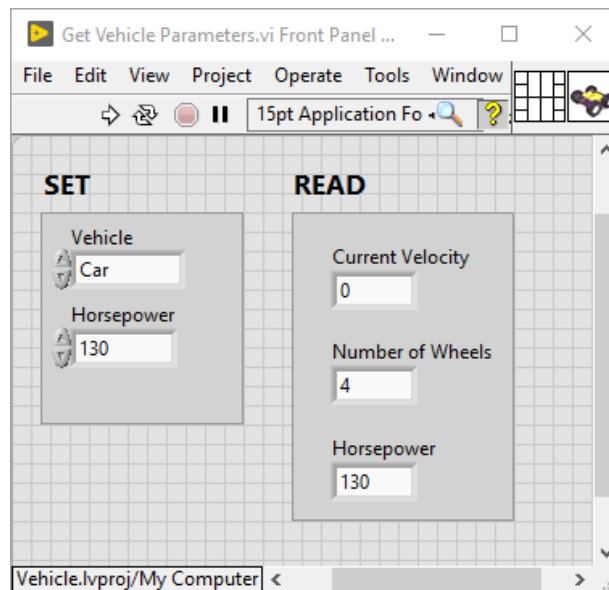 Get Vehicle Parameters.vi Front Panel ...
File Edit View Project Operate Tools Window
15pt Application Fo
SET
READ
Vehicle
Car
Horsepower
130
Current Velocity
0
Number of Wheels
4
Horsepower
130
Vehicle.lvproj/My Computer